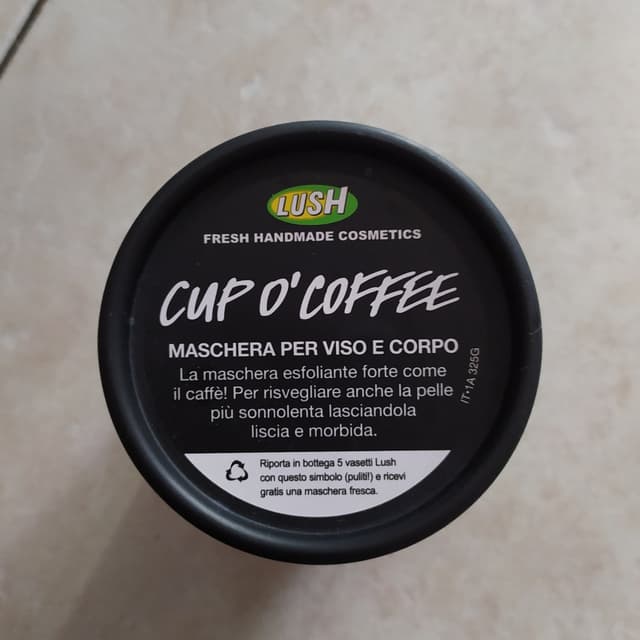 LUSH
FRESH HANDMADE COSMETICS
CUP O'COFFEE
MASCHERA PER VISO E CORPO
La maschera esfoliante forte come
il caffè! Per risvegliare anche la pelle
più sonnolenta lasciandola
liscia e morbida.
IT-1A 325G
Riporta in bottega 5 vasetti Lush
con questo simbolo (puliti!) e ricevi
gratis una maschera fresca.